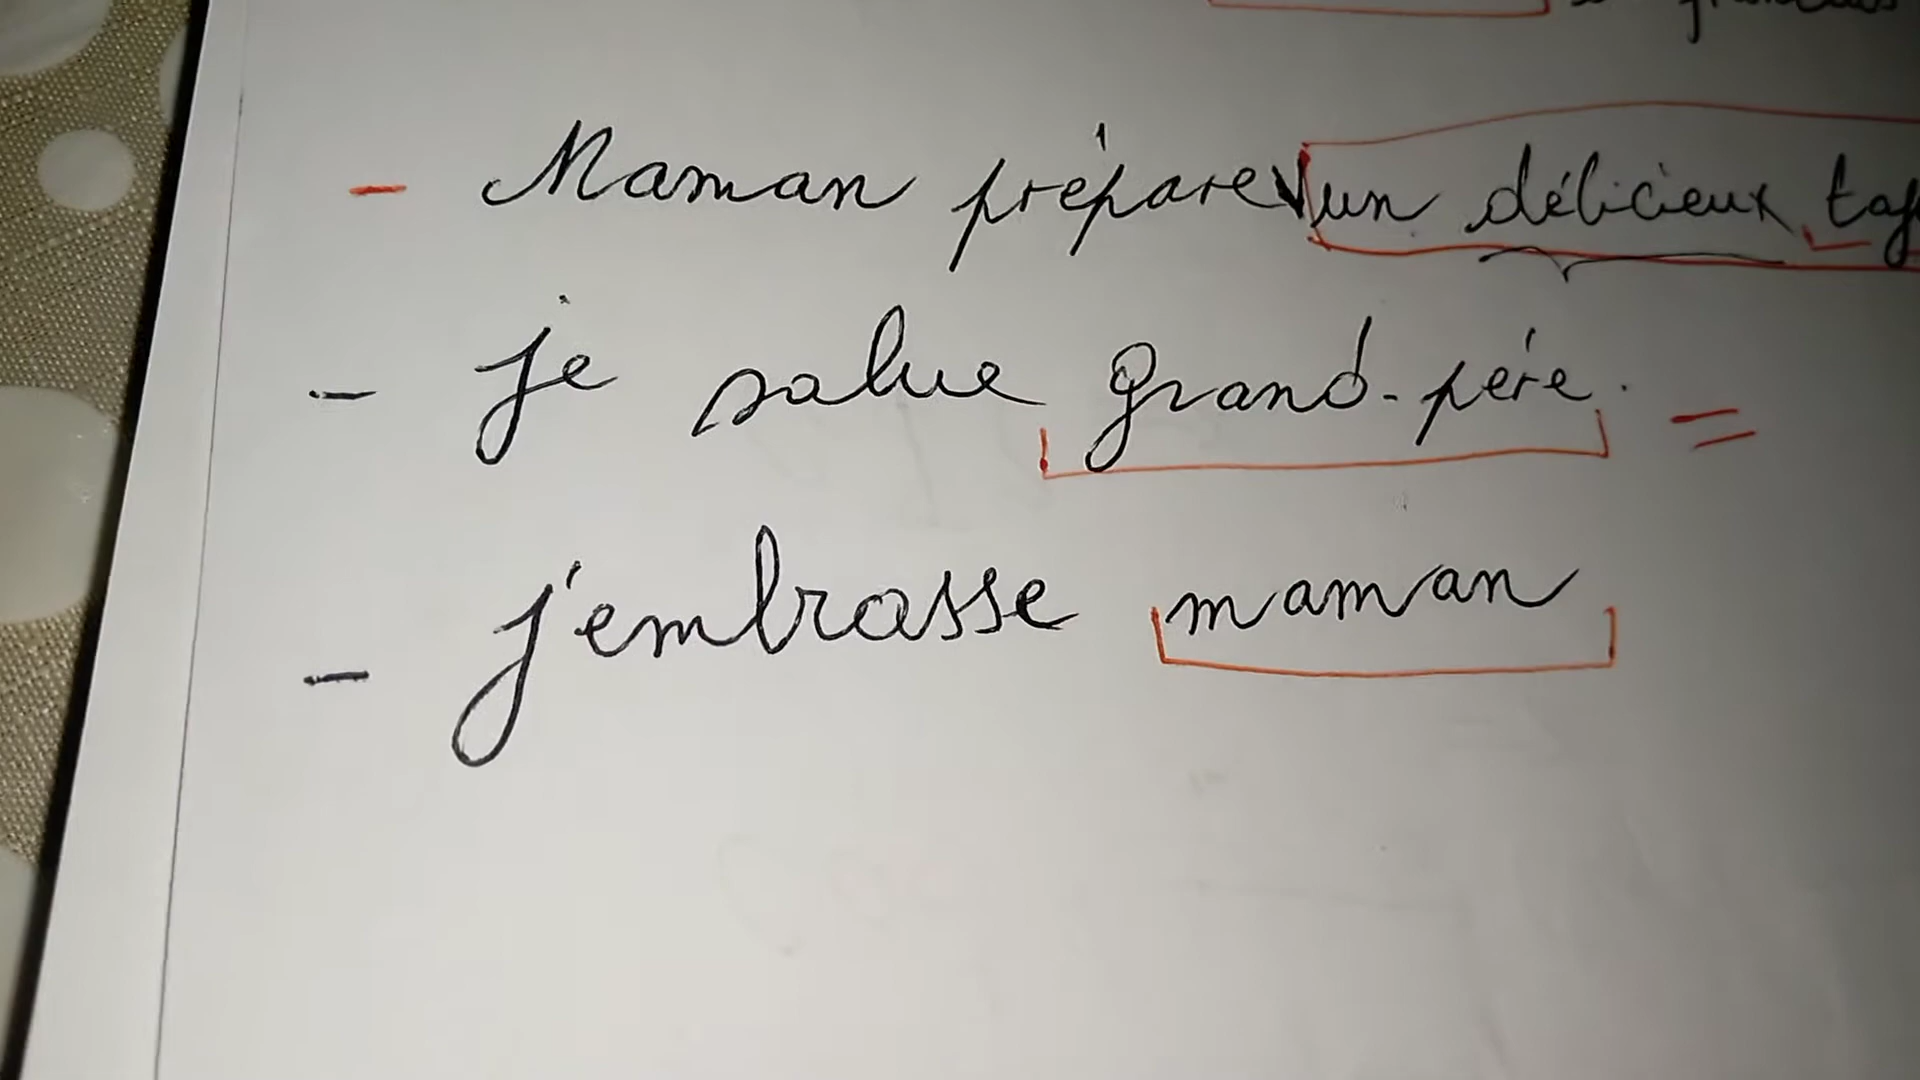 - Maman prépare un délicieux
- je salue grand-père. =
- j'embrasse maman